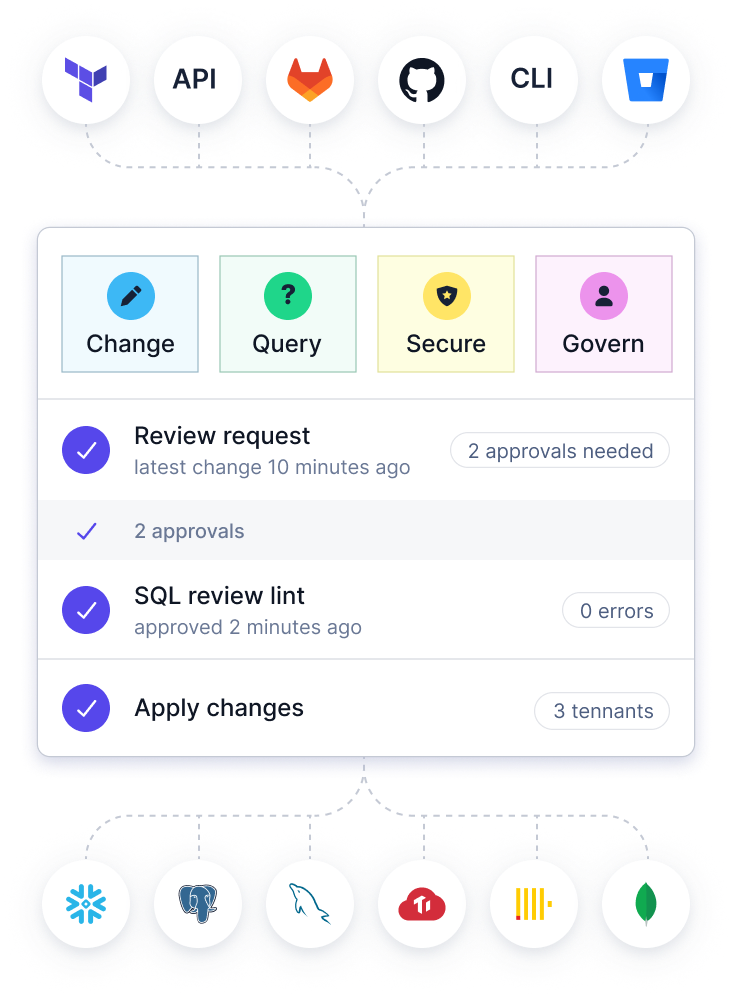 API
CLI
?
Change
Query
Secure
Govern
Review request
latest change 10 minutes ago
2 approvals needed
2 approvals
SQL review lint
approved 2 minutes ago
0 errors
Apply changes
3 tennants